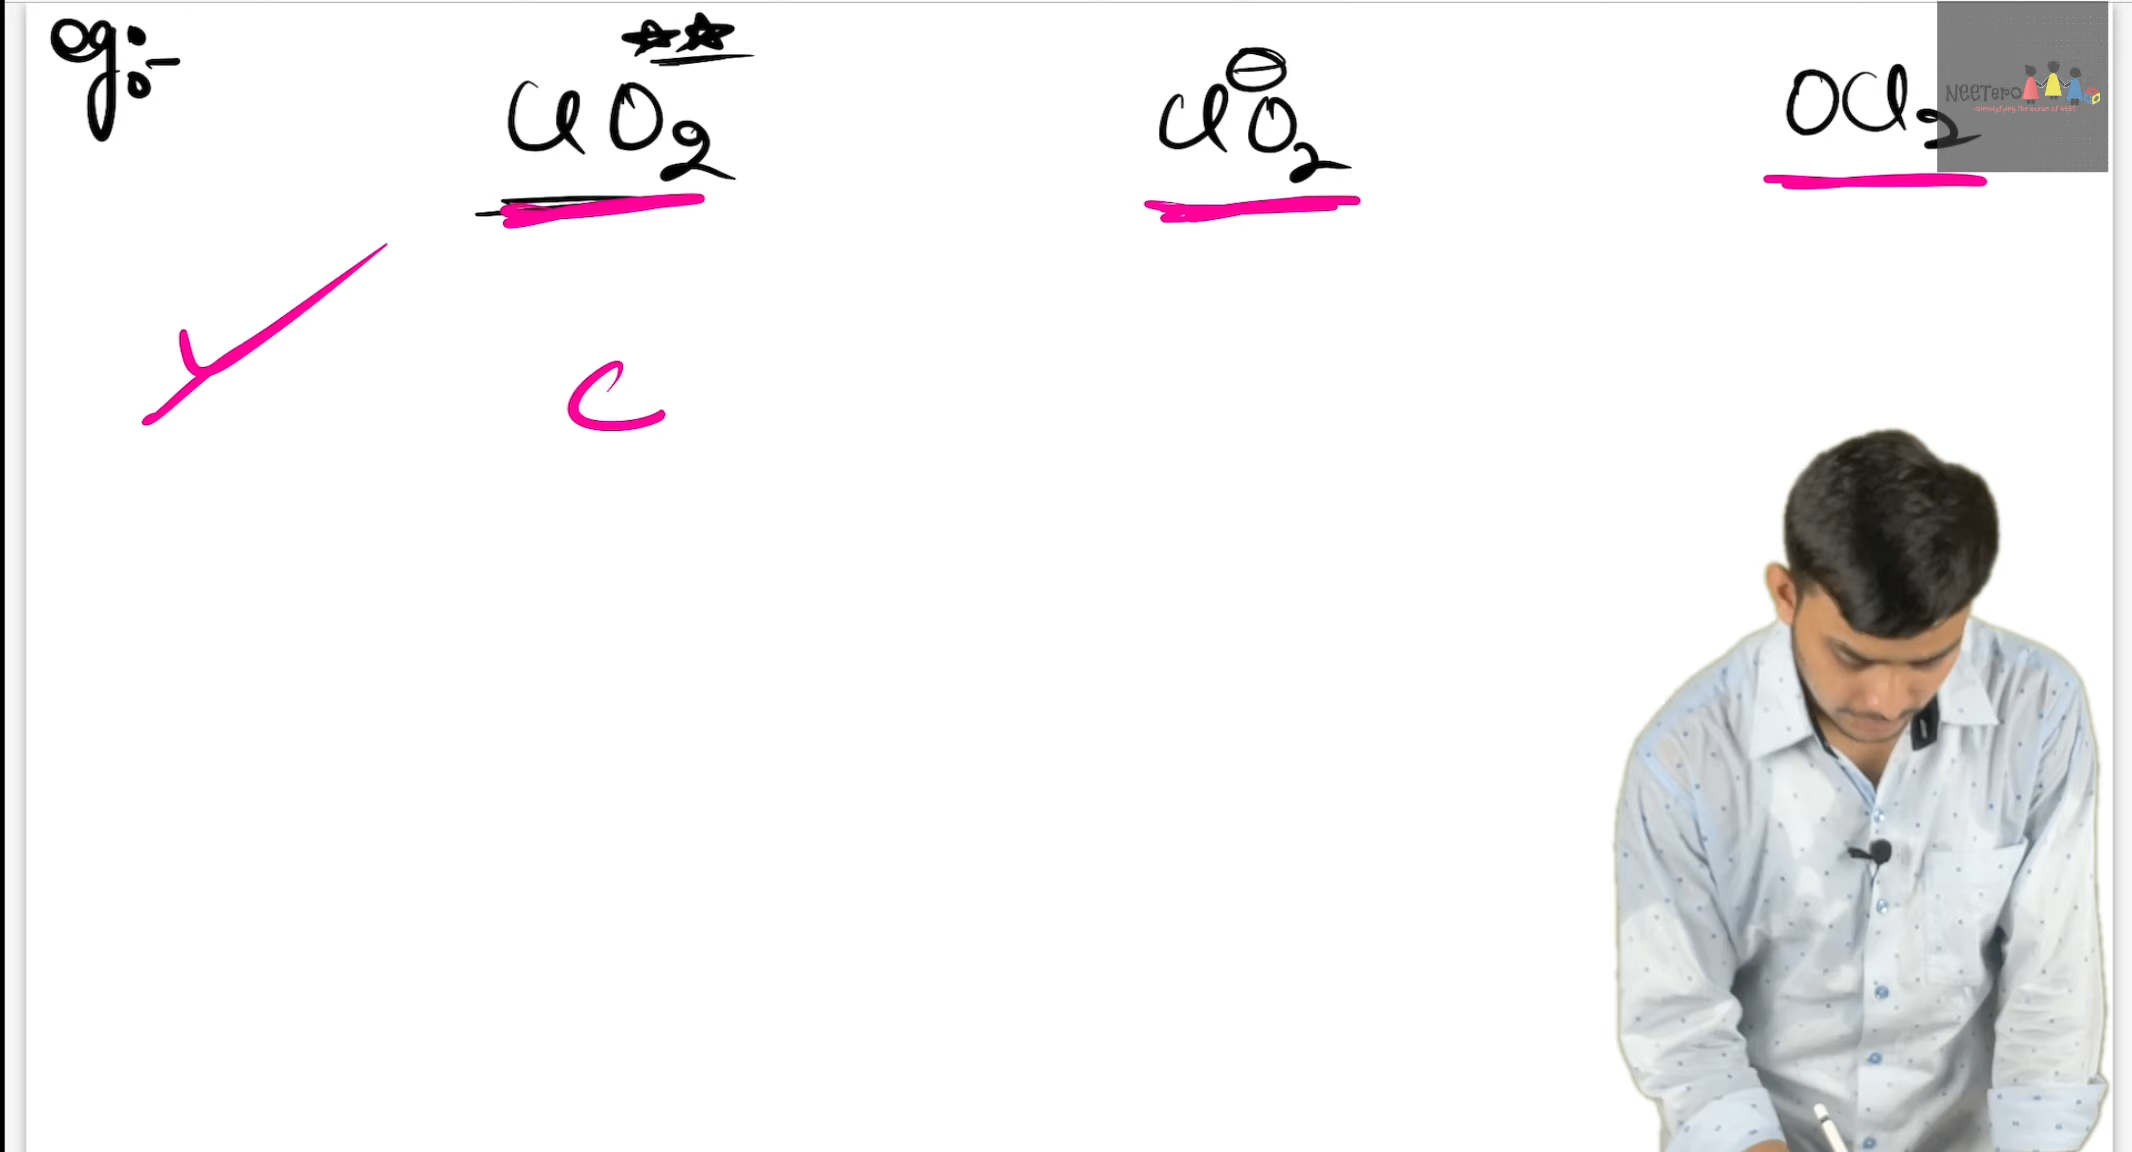 eg:-
ClO₂ ClO₂⊖ OCl₂
NEETero
C